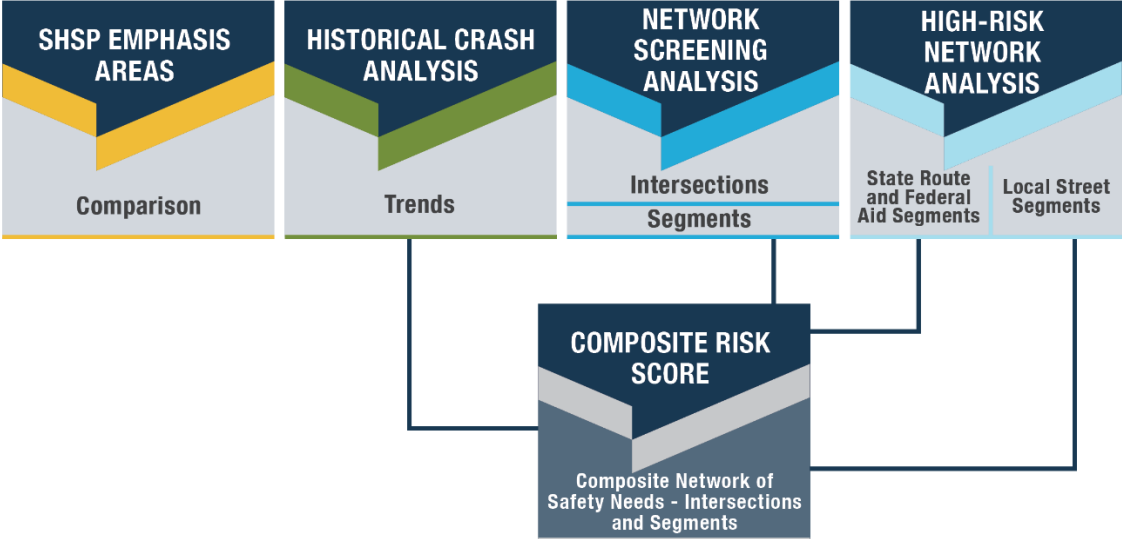 SHSP EMPHASIS
AREAS
Comparison
HISTORICAL CRASH
ANALYSIS
Trends
NETWORK
SCREENING
ANALYSIS
Intersections
Segments
HIGH-RISK
NETWORK
ANALYSIS
State Route
and Federal
Aid Segments
Local Street
Segments
COMPOSITE RISK
SCORE
Composite Network of
Safety Needs - Intersections
and Segments